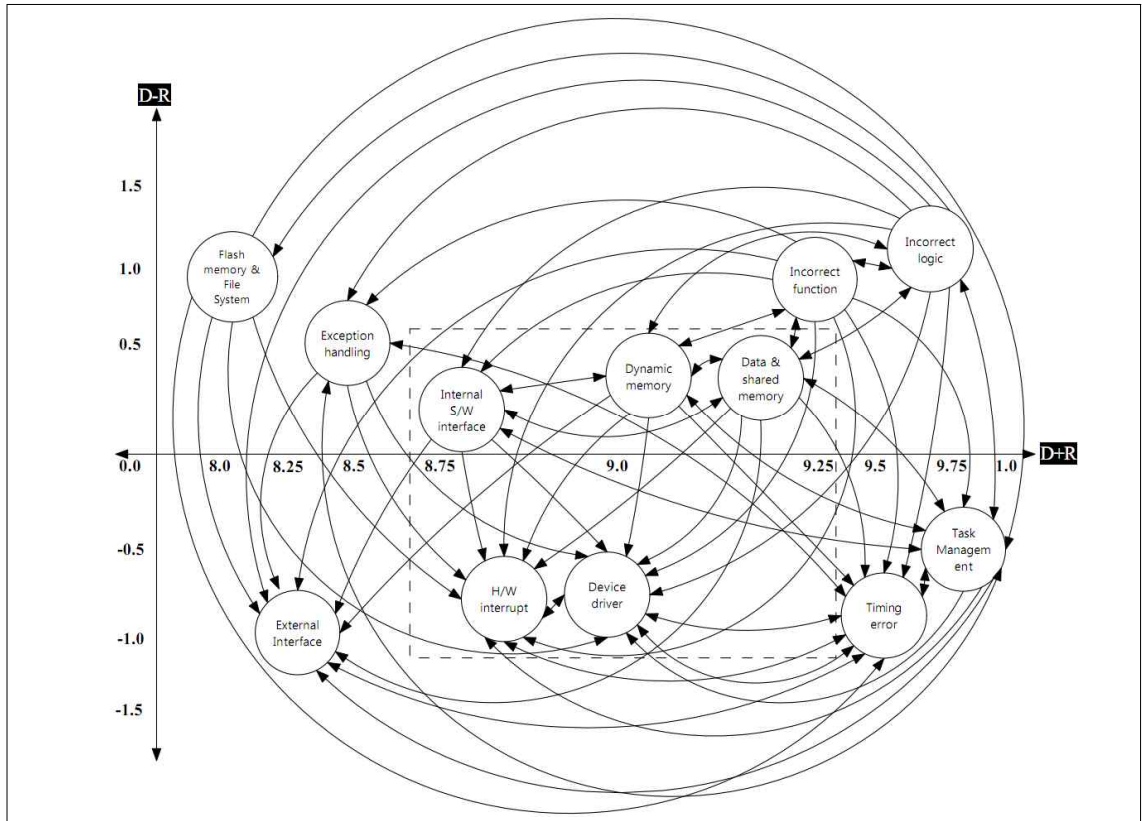 D-R
1.5
1.0
0.5
0.0
8.0
8.25
8.5
8.75
9.0
9.25
9.5
9.75
1.0
D+R
-0.5
-1.0
-1.5
Flash
memory &
File
System
Exception
handling
Internal
S/W
interface
Dynamic
memory
Data &
shared
memory
Incorrect
function
Incorrect
logic
External
Interface
H/W
interrupt
Device
driver
Timing
error
Task
Managem
ent